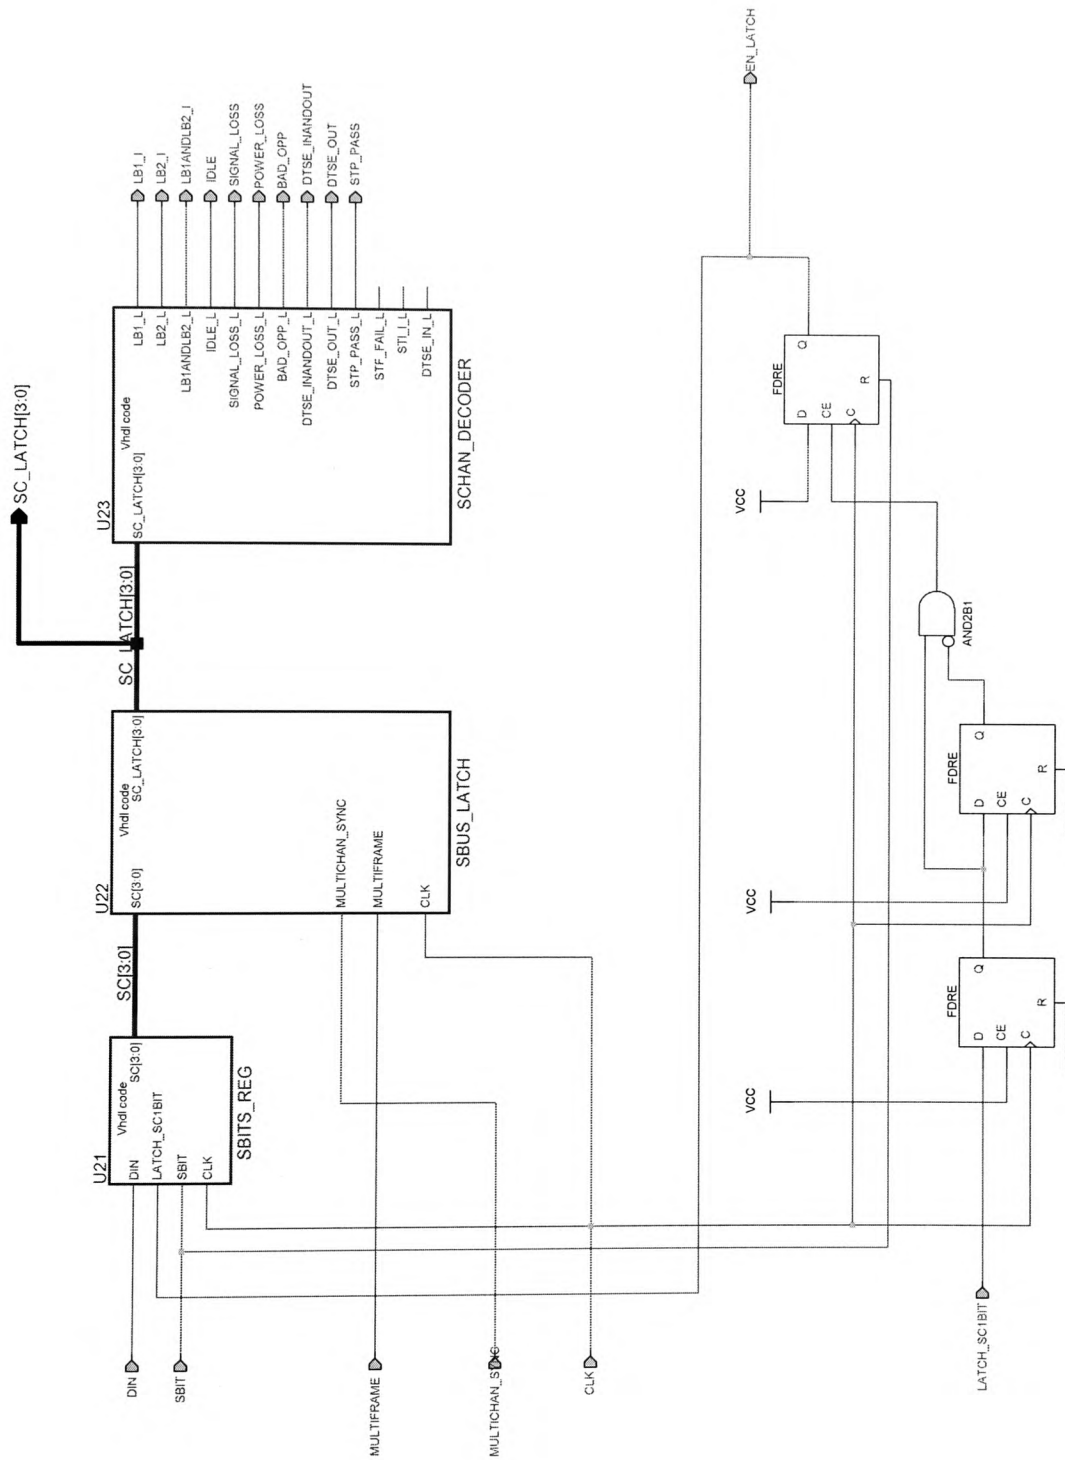 SC_LATCH[3:0]
U21
Vhdl code
DIN
SC[3:0]
LATCH_SC1BIT
SBIT
CLK
SBITS_REG
SC[3:0]
U22
Vhdl code
SC[3:0]
SC_LATCH[3:0]
MULTICHAN_SYNC
MULTIFRAME
CLK
SBUS_LATCH
SC_LATCH[3:0]
U23
Vhdl code
SC_LATCH[3:0]
LB1_L
LB2_L
LB1ANDLB2_L
IDLE_L
SIGNAL_LOSS_L
POWER_LOSS_L
BAD_OPP_L
DTSE_INANDOUT_L
DTSE_OUT_L
STP_PASS_L
STF_FAIL_L
STI_I_L
DTSE_IN_L
SCHAN_DECODER
LB1_I
LB2_I
LB1ANDLB2_I
IDLE
SIGNAL_LOSS
POWER_LOSS
BAD_OPP
DTSE_INANDOUT
DTSE_OUT
STP_PASS
DIN
SBIT
MULTIFRAME
MULTICHAN_SYNC
CLK
EN_LATCH
VCC
FDRE
D
Q
CE
C
R
AND2B1
VCC
VCC
FDRE
D
Q
CE
C
R
FDRE
D
Q
CE
C
R
LATCH_SC1BIT